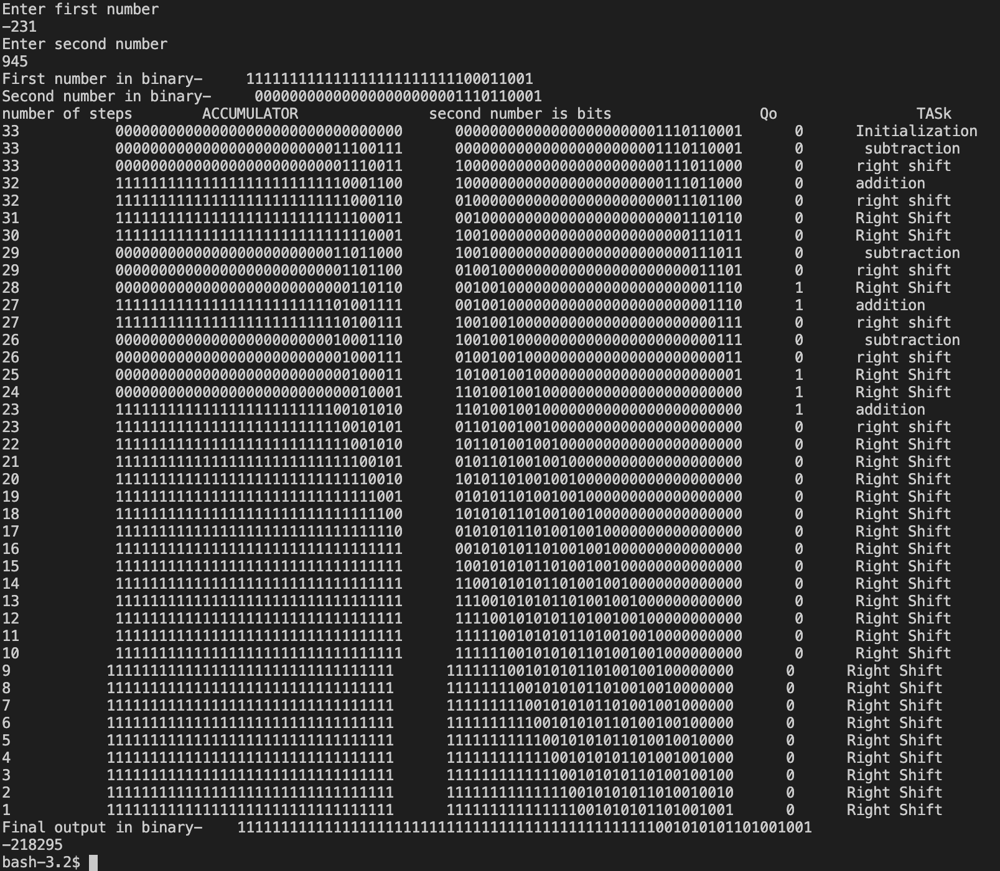 Enter first number
-231
Enter second number
945
First number in binary-     111111111111111111111111100011001
Second number in binary-     000000000000000000000001110110001
number of steps        ACCUMULATOR               second number is bits                 Qo                TASk
33           000000000000000000000000000000000      000000000000000000000001110110001      0      Initialization
33           000000000000000000000000011100111      000000000000000000000001110110001      0       subtraction
33           000000000000000000000000001110011      100000000000000000000000111011000      0      right shift
32           111111111111111111111111110001100      100000000000000000000000111011000      0      addition
32           111111111111111111111111111000110      010000000000000000000000011101100      0      right shift
31           111111111111111111111111111100011      001000000000000000000000001110110      0      Right Shift
30           111111111111111111111111111110001      100100000000000000000000000111011      0      Right Shift
29           000000000000000000000000011011000      100100000000000000000000000111011      0       subtraction
29           000000000000000000000000001101100      010010000000000000000000000011101      0      right shift
28           000000000000000000000000000110110      001001000000000000000000000001110      1      Right Shift
27           111111111111111111111111101001111      001001000000000000000000000001110      1      addition
27           111111111111111111111111110100111      100100100000000000000000000000111      0      right shift
26           000000000000000000000000010001110      100100100000000000000000000000111      0       subtraction
26           000000000000000000000000001000111      010010010000000000000000000000011      0      right shift
25           000000000000000000000000000100011      101001001000000000000000000000001      1      Right Shift
24           000000000000000000000000000010001      110100100100000000000000000000000      1      Right Shift
23           111111111111111111111111100101010      110100100100000000000000000000000      1      addition
23           111111111111111111111111110010101      011010010010000000000000000000000      0      right shift
22           111111111111111111111111111001010      101101001001000000000000000000000      0      Right Shift
21           111111111111111111111111111100101      010110100100100000000000000000000      0      Right Shift
20           111111111111111111111111111110010      101011010010010000000000000000000      0      Right Shift
19           111111111111111111111111111111001      010101101001001000000000000000000      0      Right Shift
18           111111111111111111111111111111100      101010110100100100000000000000000      0      Right Shift
17           111111111111111111111111111111110      010101011010010010000000000000000      0      Right Shift
16           111111111111111111111111111111111      001010101101001001000000000000000      0      Right Shift
15           111111111111111111111111111111111      100101010110100100100000000000000      0      Right Shift
14           111111111111111111111111111111111      110010101011010010010000000000000      0      Right Shift
13           111111111111111111111111111111111      111001010101101001001000000000000      0      Right Shift
12           111111111111111111111111111111111      111100101010110100100100000000000      0      Right Shift
11           111111111111111111111111111111111      111110010101011010010010000000000      0      Right Shift
10           111111111111111111111111111111111      111111001010101101001001000000000      0      Right Shift
9           111111111111111111111111111111111      111111100101010110100100100000000      0      Right Shift
8           111111111111111111111111111111111      111111110010101011010010010000000      0      Right Shift
7           111111111111111111111111111111111      111111111001010101101001001000000      0      Right Shift
6           111111111111111111111111111111111      111111111100101010110100100100000      0      Right Shift
5           111111111111111111111111111111111      111111111110010101011010010010000      0      Right Shift
4           111111111111111111111111111111111      111111111111001010101101001001000      0      Right Shift
3           111111111111111111111111111111111      111111111111100101010110100100100      0      Right Shift
2           111111111111111111111111111111111      111111111111110010101011010010010      0      Right Shift
1           111111111111111111111111111111111      111111111111111001010101101001001      0      Right Shift
Final output in binary-    111111111111111111111111111111111111111111111111001010101101001001
-218295
bash-3.2$